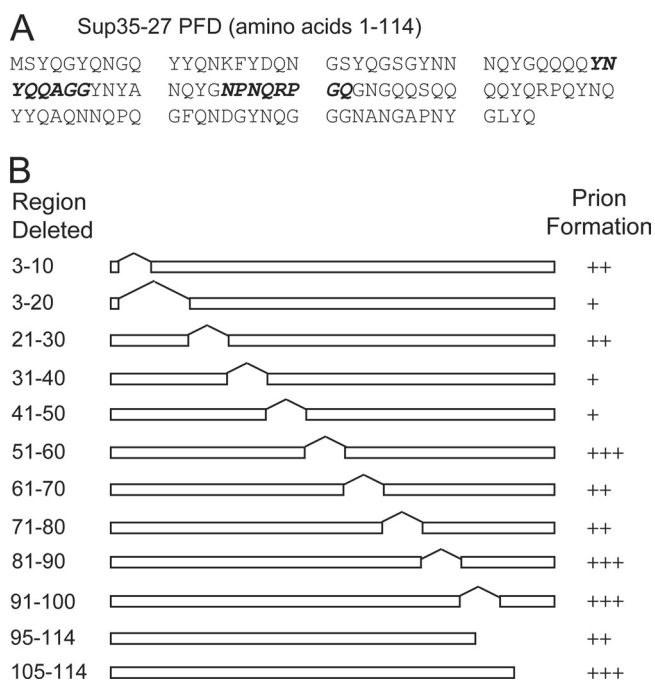 A Sup35-27 PFD (amino acids 1-114)
MSYQGYQNGQ YYQNKFYDQN GSYQGSGYNN NQYGQQQQYN
YQQAGGYNYA NQYGNPNQRP GQGNGQQSQQ QQYQRPQYNQ
YYQAQNNQPQ GFQNDGYNQG GGNANGAPNY GLYQ
B
Region Deleted Prion Formation
3-10 ++
3-20 +
21-30 ++
31-40 +
41-50 +
51-60 +++
61-70 ++
71-80 ++
81-90 +++
91-100 +++
95-114 ++
105-114 +++